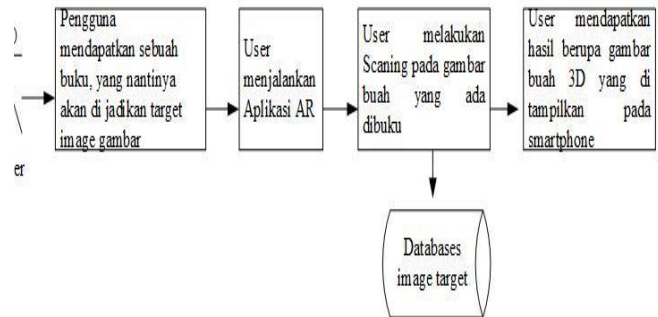 er
Pengguna
mendapatkan sebuah
buku, yang nantinya
akan di jadikan target
image gambar
User
menjalankan
Aplikasi AR
User melakukan
Scaning pada gambar
buah yang ada
dibuku
User mendapatkan
hasil berupa gambar
buah 3D yang di
tampilkan pada
smartphone
Databases
image target